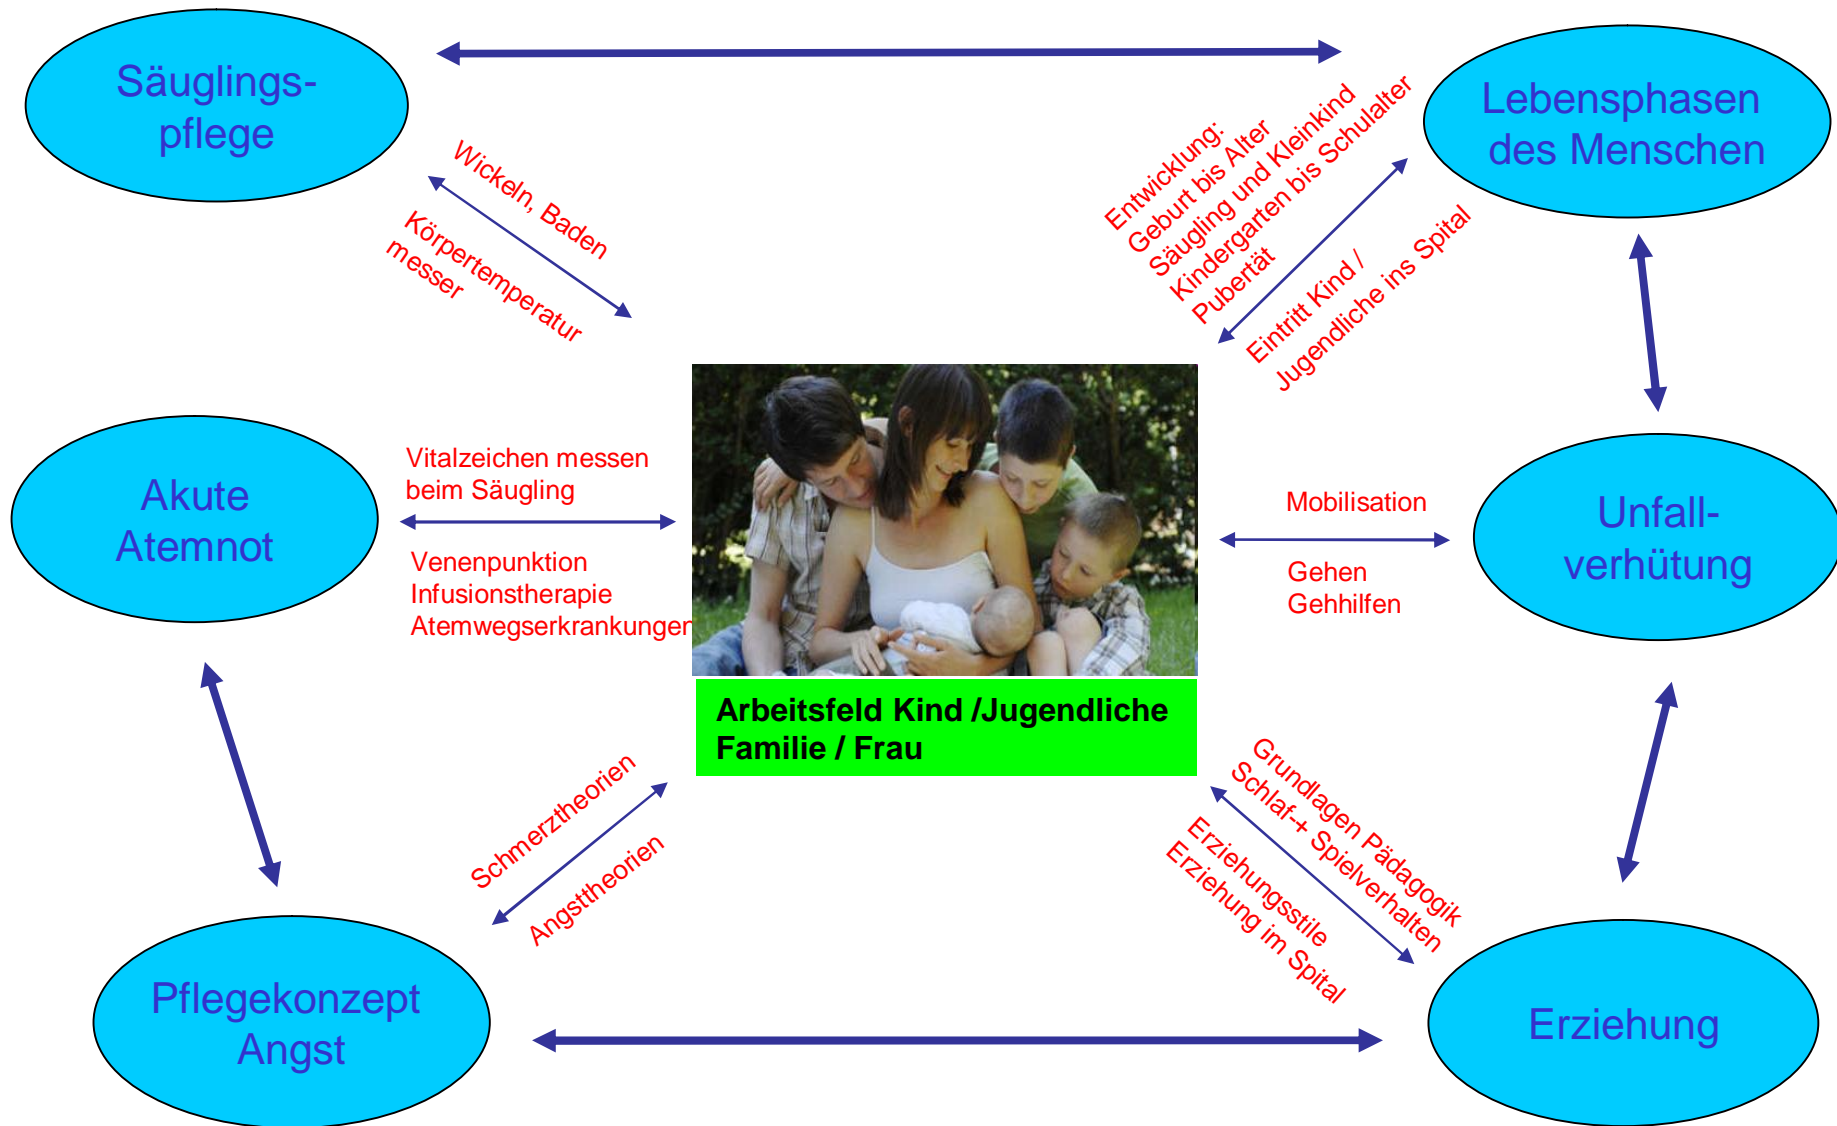 Säuglings-
pflege
Lebensphasen
des Menschen
Wickeln, Baden
Körpertemperatur
messer
Entwicklung:
Geburt bis Alter
Säugling und Kleinkind
Kindergarten bis Schulalter
Pubertät
Eintritt Kind /
Jugendliche ins Spital
Akute
Atemnot
Vitalzeichen messen
beim Säugling
Venenpunktion
Infusionstherapie
Atemwegserkrankungen
Mobilisation
Gehen
Gehhilfen
Unfall-
verhütung
Arbeitsfeld Kind /Jugendliche
Familie / Frau
Schmerztheorien
Angsttheorien
Grundlagen Pädagogik
Schlaf-+ Spielverhalten
Erziehungsstile
Erziehung im Spital
Pflegekonzept
Angst
Erziehung